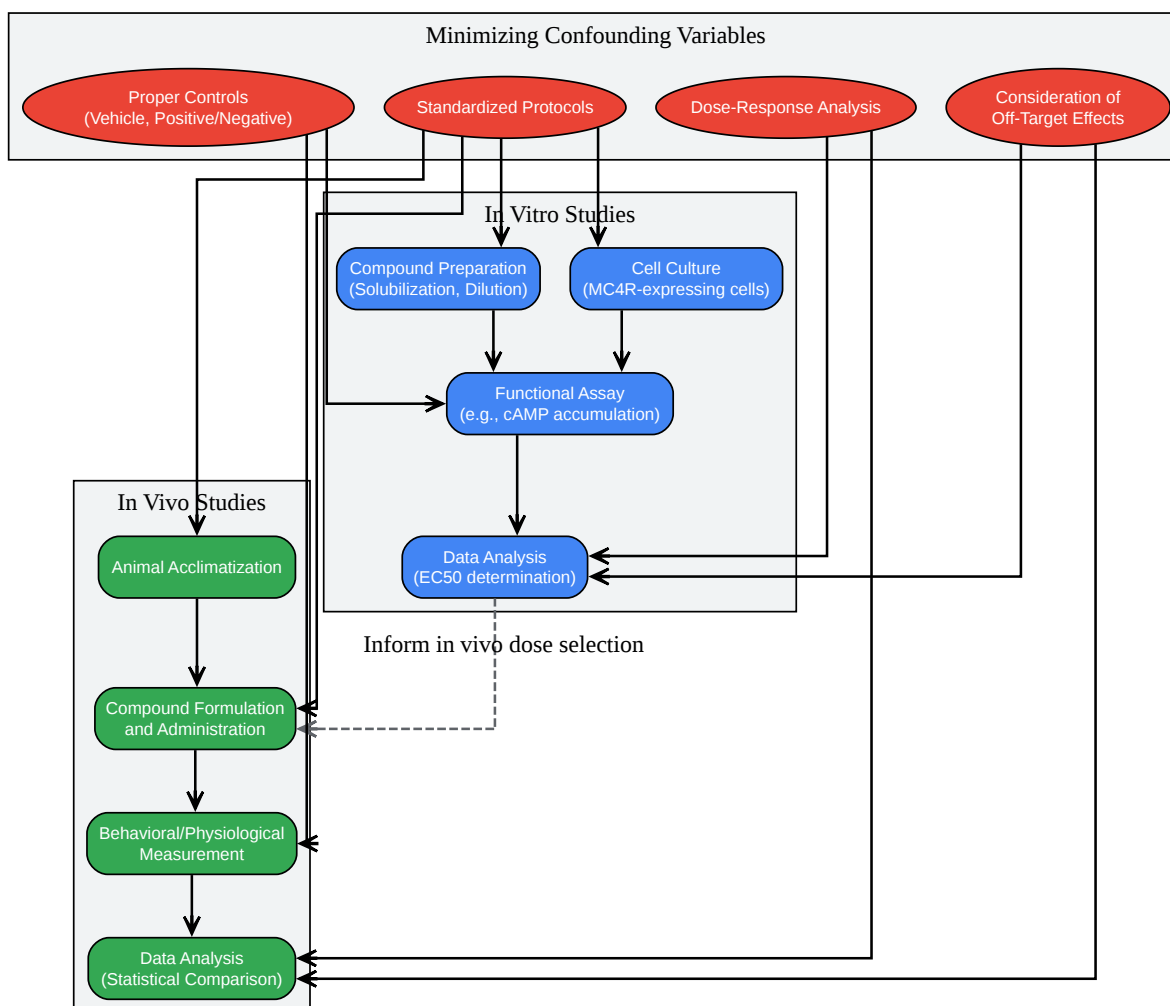 Minimizing Confounding Variables
Proper Controls
(Vehicle, Positive/Negative)
Standardized Protocols
Dose-Response Analysis
Consideration of
Off-Target Effects
In Vitro Studies
Compound Preparation
(Solubilization, Dilution)
Cell Culture
(MC4R-expressing cells)
Functional Assay
(e.g., cAMP accumulation)
Data Analysis
(EC50 determination)
Inform in vivo dose selection
In Vivo Studies
Animal Acclimatization
Compound Formulation
and Administration
Behavioral/Physiological
Measurement
Data Analysis
(Statistical Comparison)